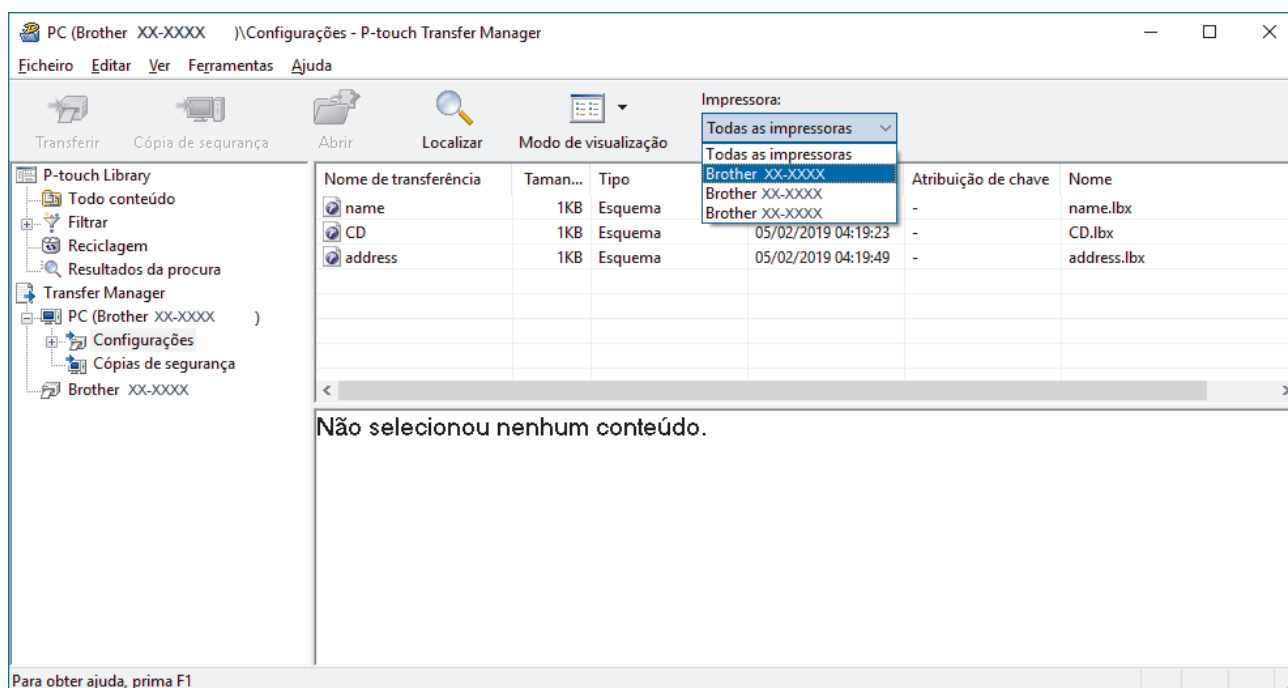 PC (Brother XX-XXXX )\Configurações - P-touch Transfer Manager
Ficheiro Editar Ver Ferramentas Ajuda
Transferir Cópia de segurança Abrir Localizar Modo de visualização
Impressora:
Todas as impressoras
Todas as impressoras
Brother XX-XXXX
Brother XX-XXXX
Brother XX-XXXX
P-touch Library
Todo conteúdo
Filtrar
Reciclagem
Resultados da procura
Transfer Manager
PC (Brother XX-XXXX )
Configurações
Cópias de segurança
Brother XX-XXXX
Nome de transferência Taman... Tipo Atribuição de chave Nome
name 1KB Esquema - name.lbx
CD 1KB Esquema 05/02/2019 04:19:23 - CD.lbx
address 1KB Esquema 05/02/2019 04:19:49 - address.lbx
Não selecionou nenhum conteúdo.
Para obter ajuda, prima F1